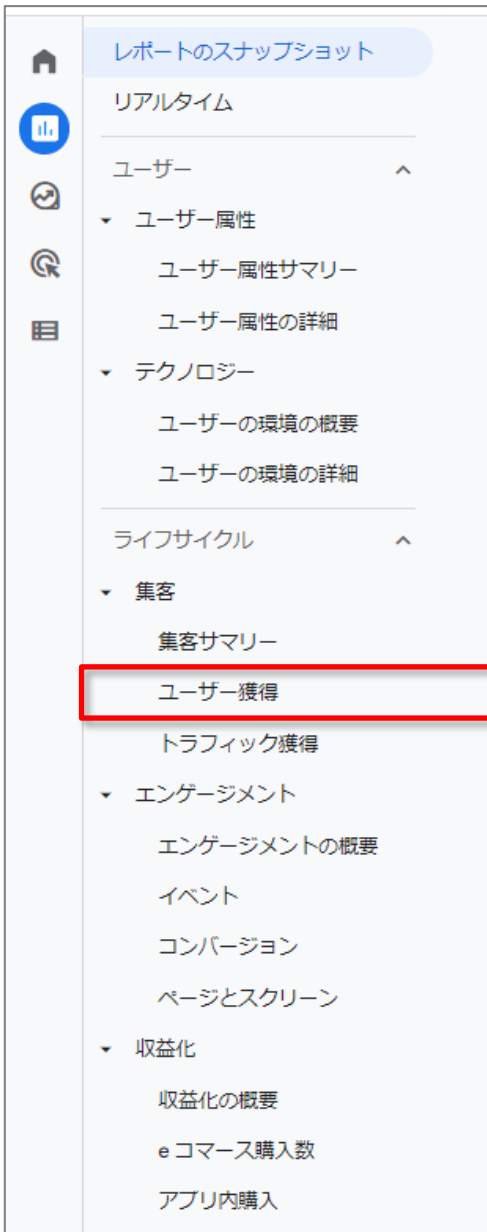 レポートのスナップショット
リアルタイム
ユーザー
ユーザー属性
ユーザー属性サマリー
ユーザー属性の詳細
テクノロジー
ユーザーの環境の概要
ユーザーの環境の詳細
ライフサイクル
集客
集客サマリー
ユーザー獲得
トラフィック獲得
エンゲージメント
エンゲージメントの概要
イベント
コンバージョン
ページとスクリーン
収益化
収益化の概要
e コマース購入数
アプリ内購入